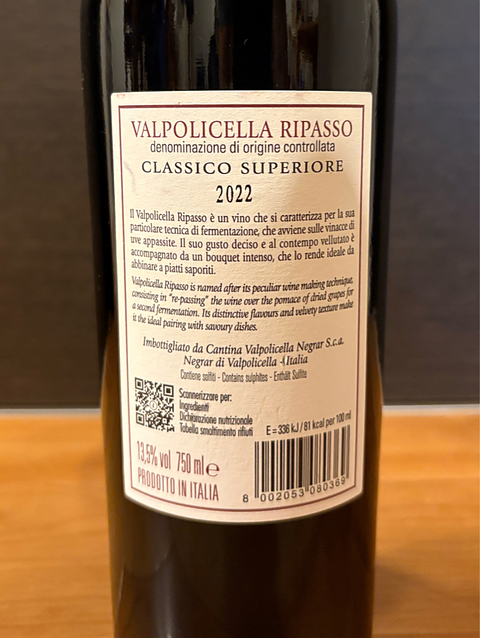 VALPOLICELLA RIPASSO
denominazione di origine controllata
CLASSICO SUPERIORE
2022
Il Valpolicella Ripasso è un vino che si caratterizza per la sua
particolare tecnica di fermentazione, che avviene sulle vinacce di
uve appassite. Il suo gusto deciso e al contempo vellutato è
accompagnato da un bouquet intenso, che lo rende ideale da
abbinare a piatti saporiti.
Valpolicella Ripasso is named after its peculiar wine making technique,
consisting in "re-passing" the wine over the pomace of dried grapes for
a second fermentation. Its distinctive flavours and velvety texture make
it the ideal pairing with savoury dishes.
Imbottigliato da Cantina Valpolicella Negrar S.c.a.
Negrar di Valpolicella - Italia
Contiene solfiti - Contains sulphites - Enthält Sulfite
Scannerizzare per:
Ingredienti
Dichiarazione nutrizionale
Tabella smaltimento rifiuti
E = 336 kJ / 81 kcal per 100 ml
13,5% vol 750 ml e
PRODOTTO IN ITALIA
8 002053 080369